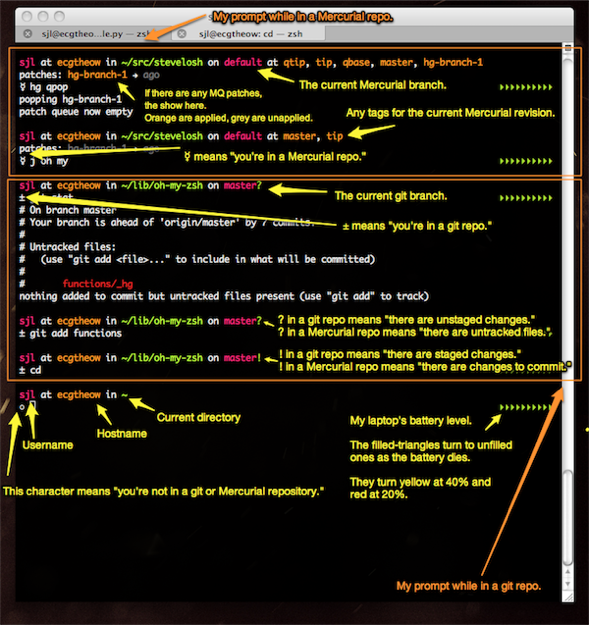 My prompt while in a Mercurial repo.
sjl@ecgtheo...le.py — zsh
sjl@ecgtheow: cd — zsh
sjl at ecgtheow in ~/src/stevelosh on default at qtip, tip, qbase, master, hg-branch-1
patches: hg-branch-1 → ago
The current Mercurial branch.
☿ hg qpop
popping hg-branch-1
patch queue now empty
If there are any MQ patches,
the show here.
Orange are applied, grey are unapplied.
Any tags for the current Mercurial revision.
sjl at ecgtheow in ~/src/stevelosh on default at master, tip
patches: hg-branch-1 → ago
☿ j oh my
☿ means "you're in a Mercurial repo."
sjl at ecgtheow in ~/lib/oh-my-zsh on master?
The current git branch.
±
# On branch master
# Your branch is ahead of 'origin/master' by 7 commits.
#
± means "you're in a git repo."
# Untracked files:
#   (use "git add <file>..." to include in what will be committed)
#
#       functions/_hg
nothing added to commit but untracked files present (use "git add" to track)
sjl at ecgtheow in ~/lib/oh-my-zsh on master?
± git add functions
? in a git repo means "there are unstaged changes."
? in a Mercurial repo means "there are untracked files."
sjl at ecgtheow in ~/lib/oh-my-zsh on master!
± cd
! in a git repo means "there are staged changes."
! in a Mercurial repo means "there are changes to commit."
sjl at ecgtheow in ~
○
Current directory
Hostname
Username
My laptop's battery level.
The filled-triangles turn to unfilled
ones as the battery dies.
They turn yellow at 40% and
red at 20%.
This character means "you're not in a git or Mercurial repository."
My prompt while in a git repo.